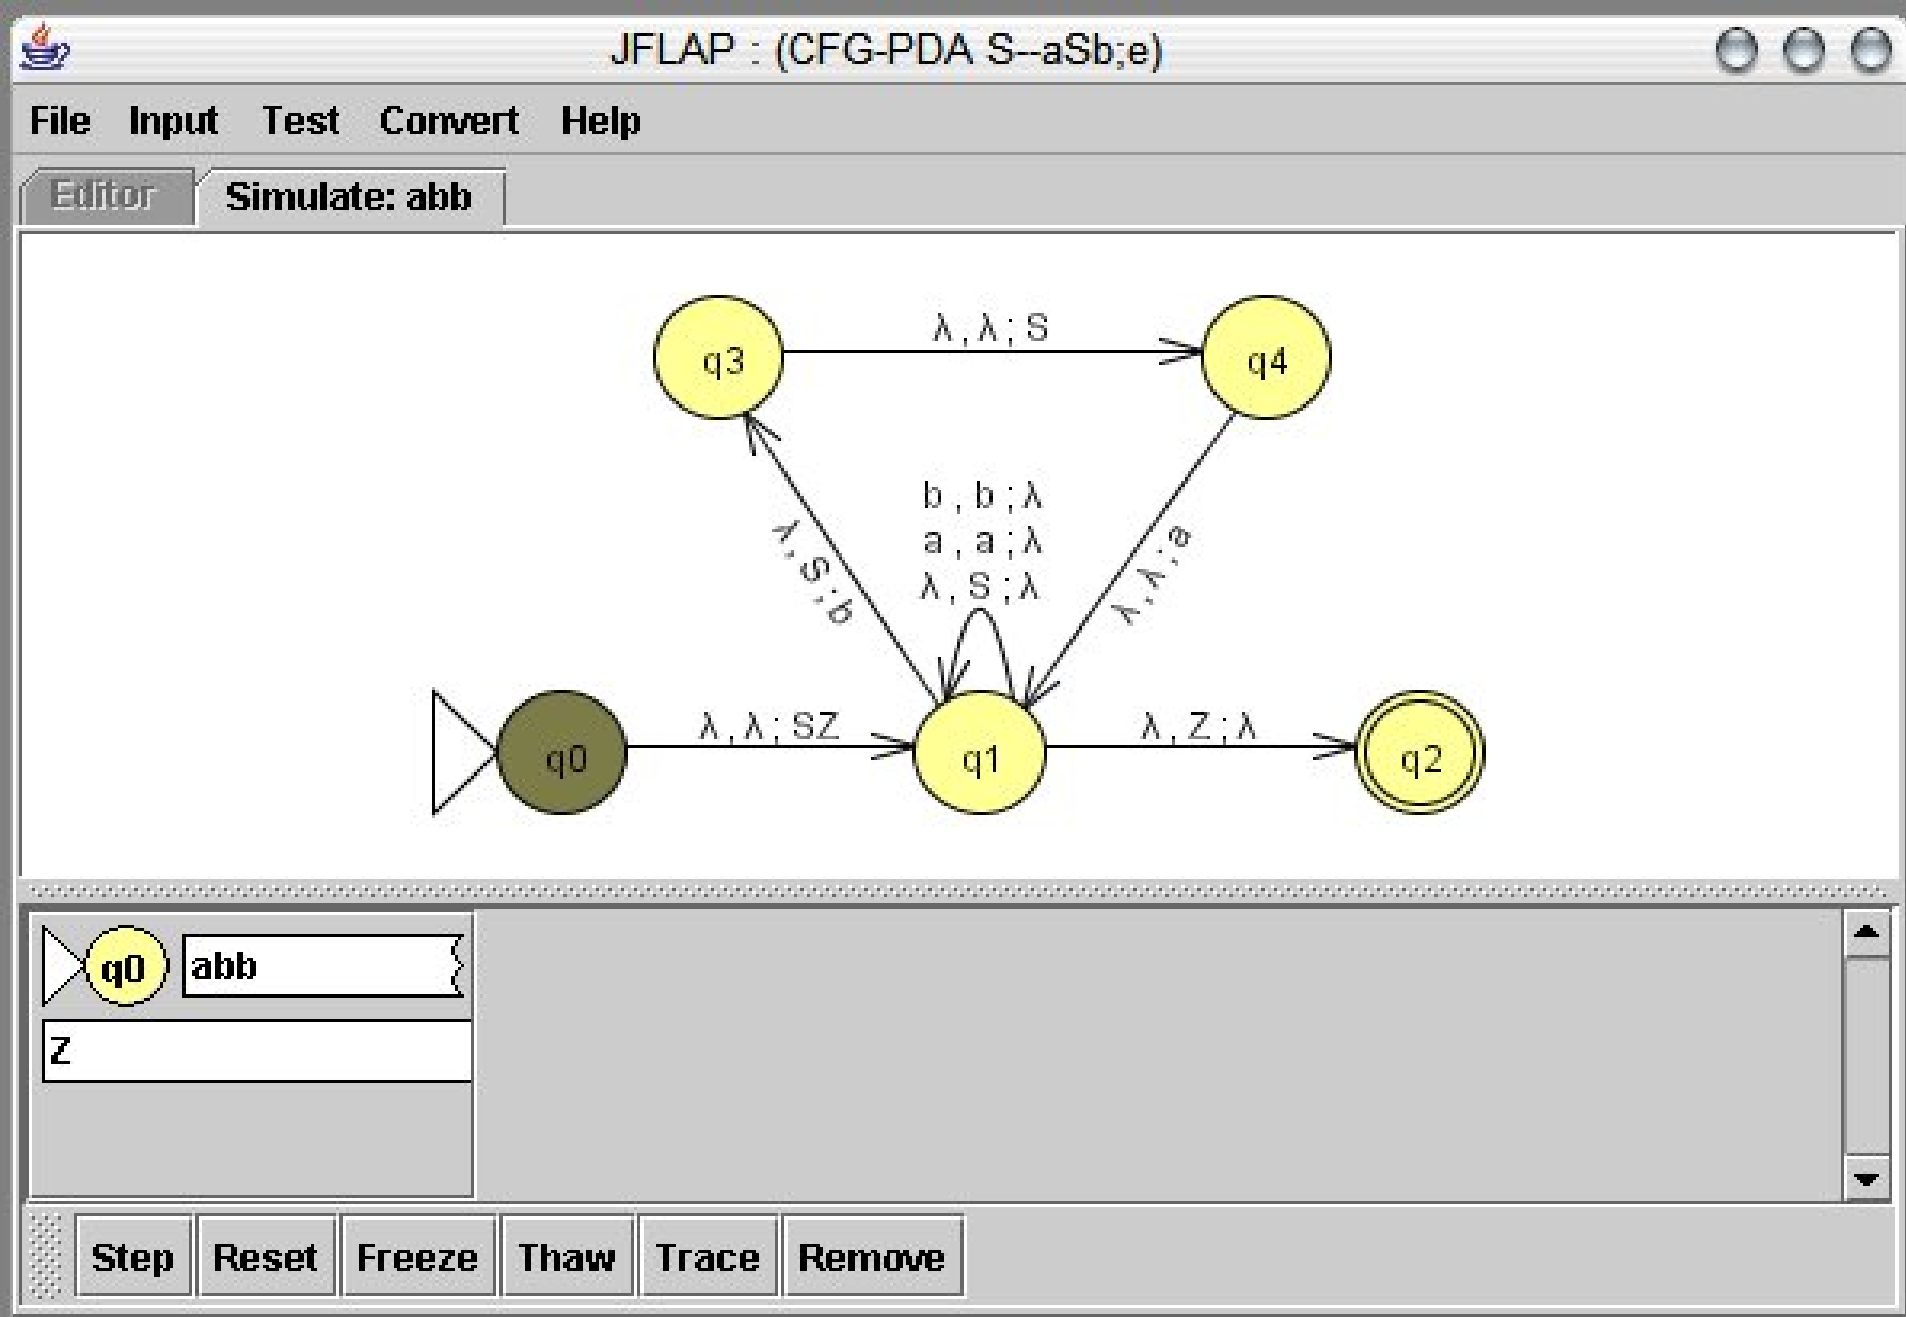 JFLAP : (CFG-PDA S--aSb;e)
File Input Test Convert Help
Editor Simulate: abb
q3 λ , λ ; S q4
b , b ; λ
a , a ; λ
λ , S ; λ
λ , S ; b
λ , λ ; a
q0 λ , λ ; SZ q1 λ , Z ; λ q2
q0 abb
Z
Step Reset Freeze Thaw Trace Remove